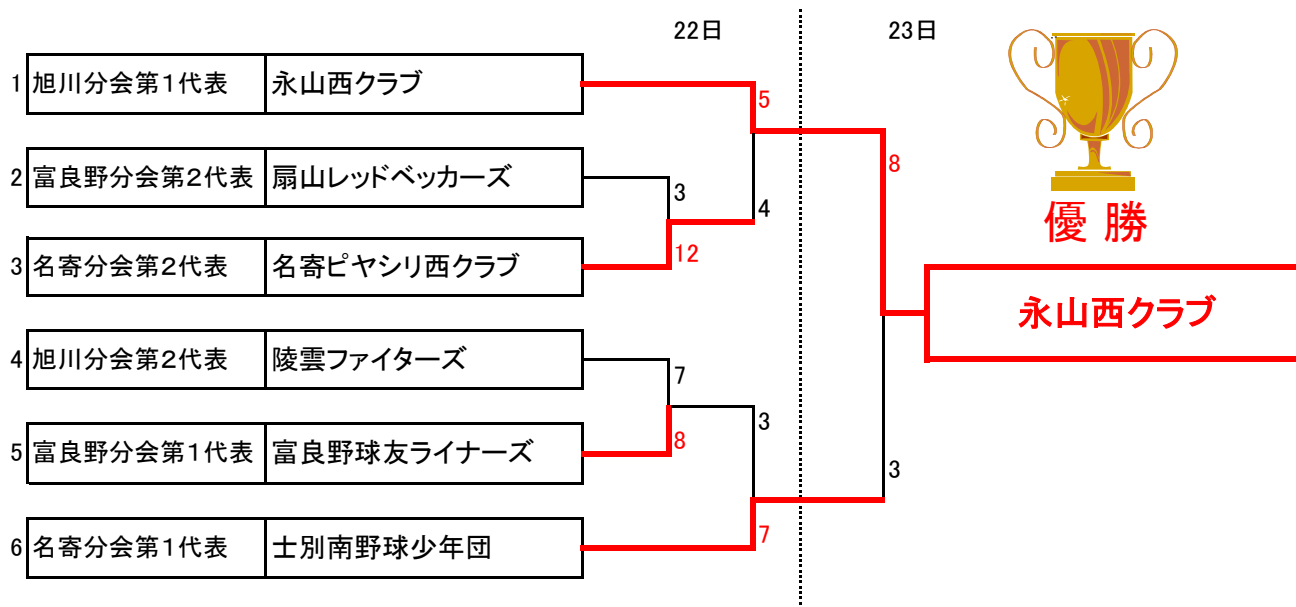 22日 23日
1 旭川分会第１代表 永山西クラブ
5
8
2 富良野分会第２代表 扇山レッドベッカーズ
3
4
優 勝
3 名寄分会第２代表 名寄ピヤシリ西クラブ
12
永山西クラブ
4 旭川分会第２代表 陵雲ファイターズ
7
3
5 富良野分会第１代表 富良野球友ライナーズ
8
3
6 名寄分会第１代表 士別南野球少年団
7